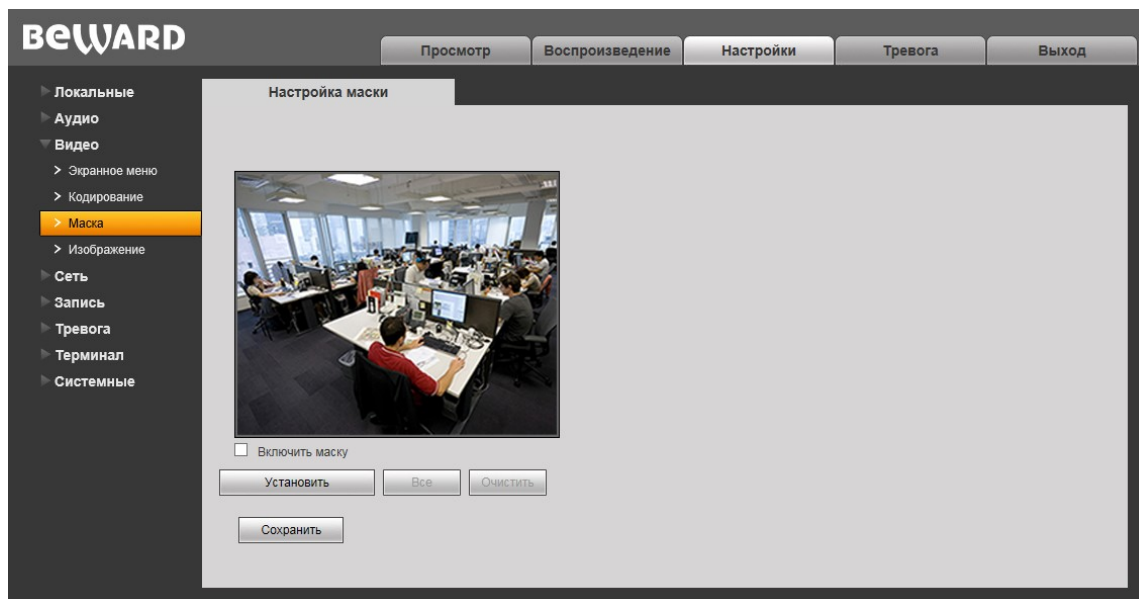 BEWARD
Просмотр Воспроизведение Настройки Тревога Выход
Локальные
Аудио
Видео
> Экранное меню
> Кодирование
> Маска
> Изображение
Сеть
Запись
Тревога
Терминал
Системные
Настройка маски
Включить маску
Установить Все Очистить
Сохранить